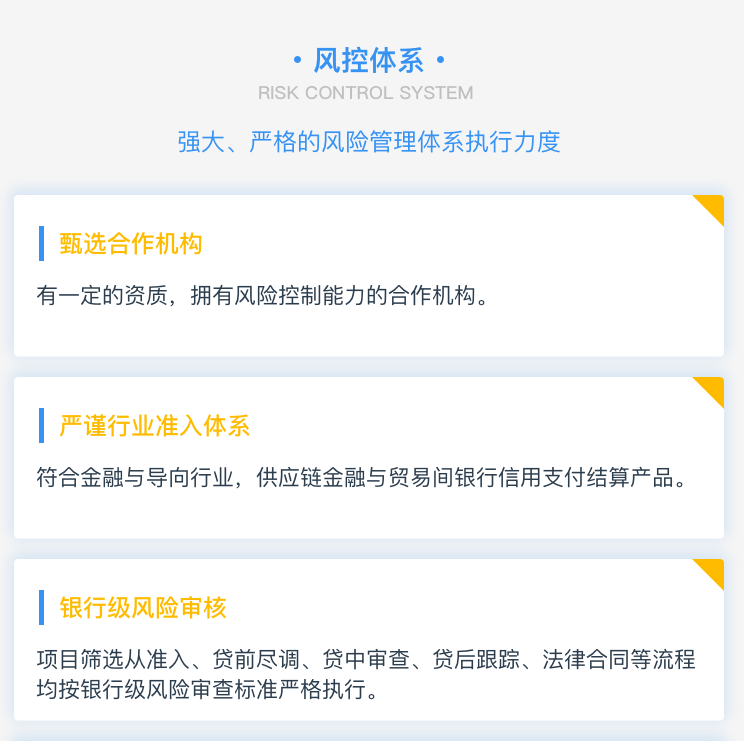 • 风控体系 •
RISK CONTROL SYSTEM
强大、严格的风险管理体系执行力度
甄选合作机构
有一定的资质，拥有风险控制能力的合作机构。
严谨行业准入体系
符合金融与导向行业，供应链金融与贸易间银行信用支付结算产品。
银行级风险审核
项目筛选从准入、贷前尽调、贷中审查、贷后跟踪、法律合同等流程
均按银行级风险审查标准严格执行。